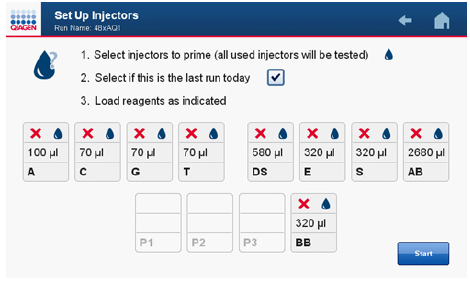 QIAGEN
Set Up Injectors
Run Name: 4BxAQ1
?
1. Select injectors to prime (all used injectors will be tested)
2. Select if this is the last run today
3. Load reagents as indicated
100 µl 70 µl 70 µl 70 µl 580 µl 320 µl 320 µl 2680 µl
A C G T DS E S AB
320 µl
P1 P2 P3 BB
Start